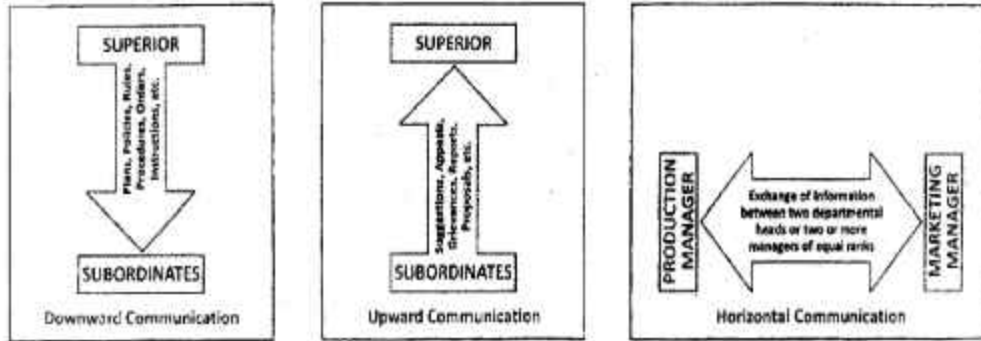 SUPERIOR
Plans, Policies, Rules,
Procedures, Orders,
Instructions, etc.
SUBORDINATES
Downward Communication
SUPERIOR
Suggestions, Appeals,
Grievances, Reports,
Proposals, etc.
SUBORDINATES
Upward Communication
PRODUCTION
MANAGER
Exchange of Information
between two departmental
heads or two or more
managers of equal ranks
MARKETING
MANAGER
Horizontal Communication